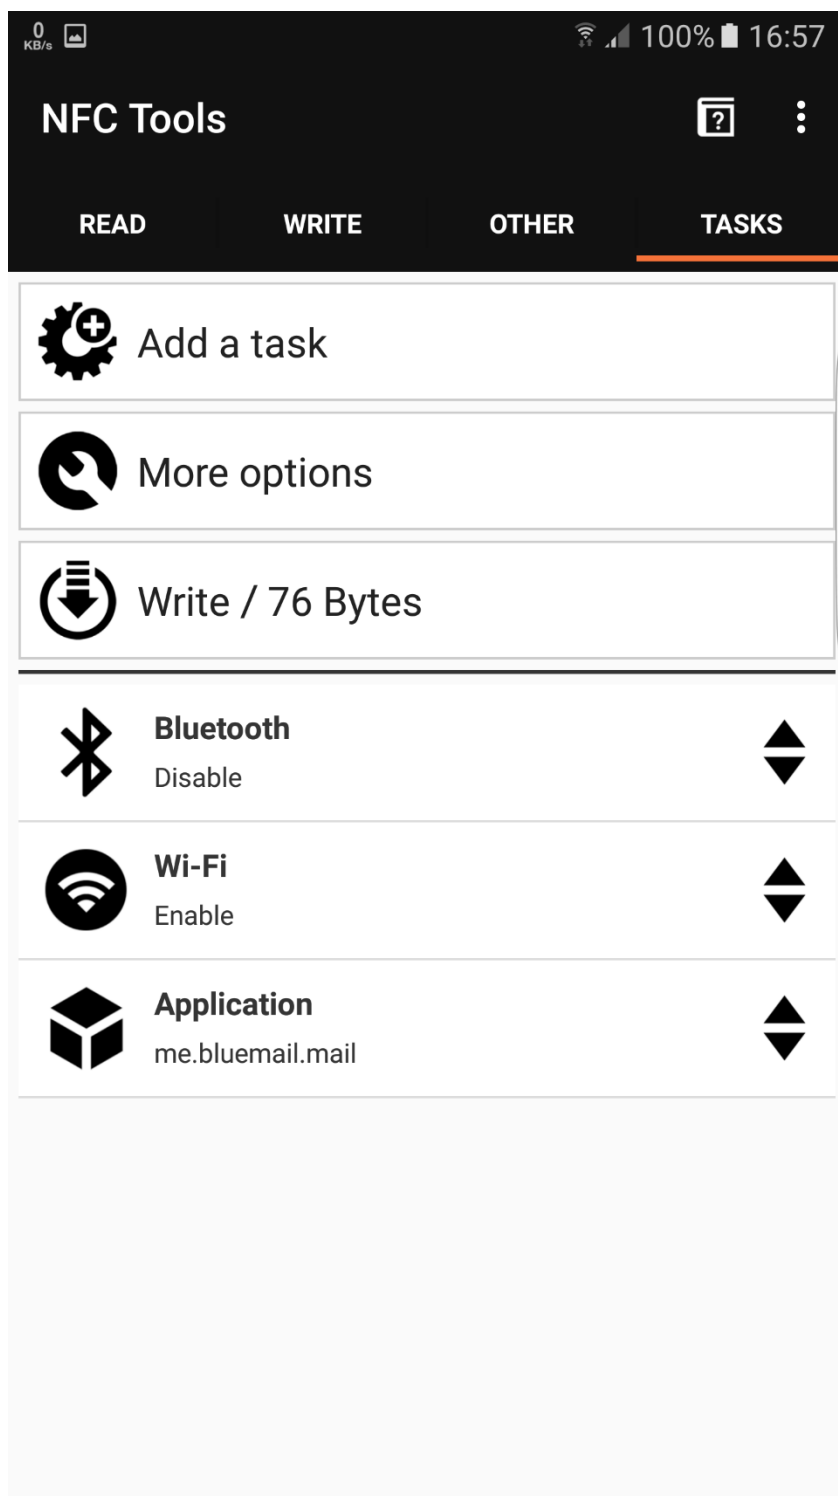 0
KB/s
100% 16:57
NFC Tools
?
READ WRITE OTHER TASKS
Add a task
More options
Write / 76 Bytes
Bluetooth
Disable
Wi-Fi
Enable
Application
me.bluemail.mail